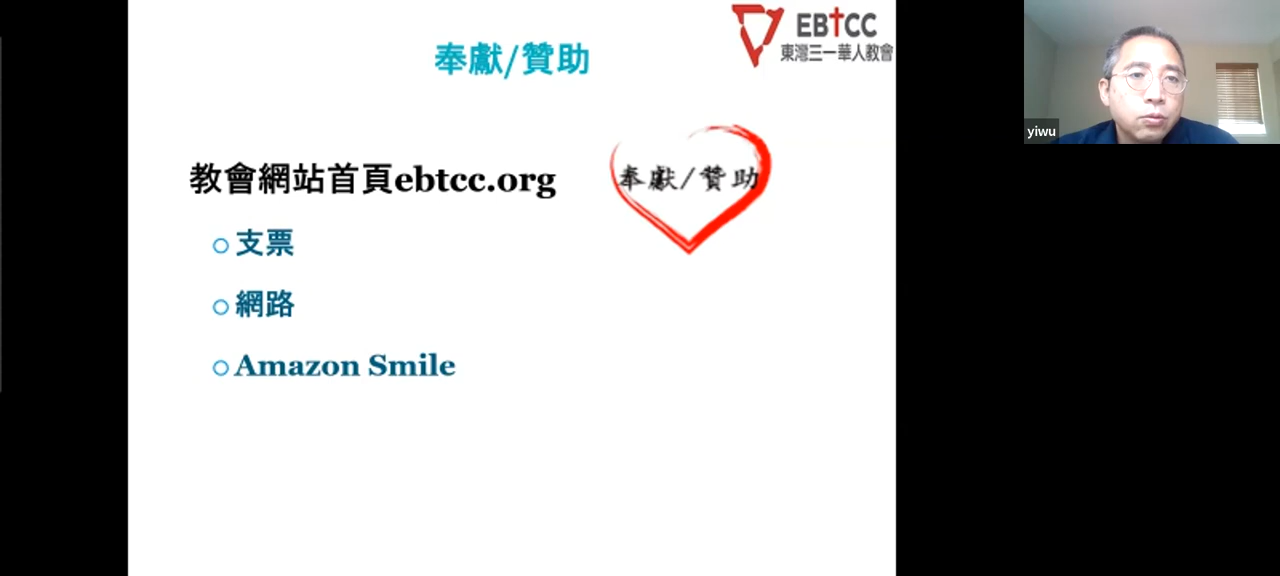 奉獻/贊助
EBTCC
東灣三一華人教會
yiwu
教會網站首頁ebtcc.org
奉獻/贊助
支票
網路
Amazon Smile